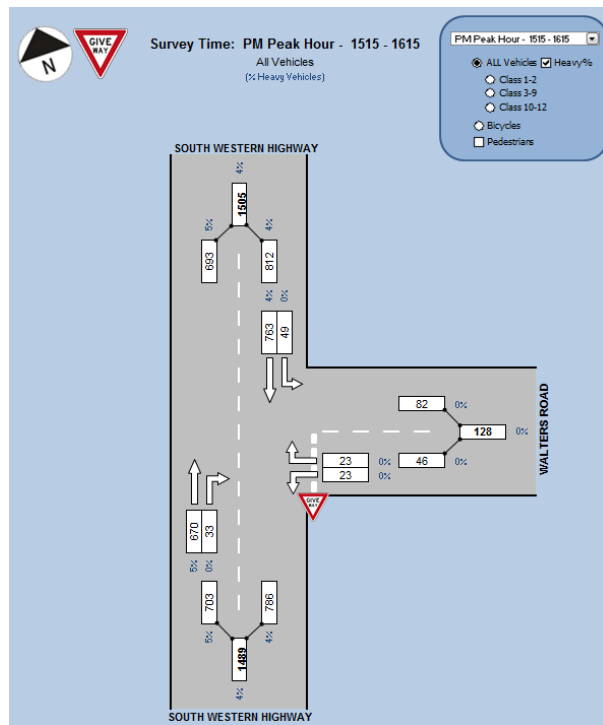 GIVE
WAY
N
Survey Time: PM Peak Hour - 1515 - 1615
All Vehicles
(% Heavy Vehicles)
PM Peak Hour - 1515 - 1615
ALL Vehicles Heavy%
Class 1-2
Class 3-9
Class 10-12
Bicycles
Pedestrians
SOUTH WESTERN HIGHWAY
4%
1505
5% 4%
693 812
4% 0%
763 49
82 0%
128 0%
WALTERS ROAD
23 0% 46 0%
23 0%
GIVE
WAY
670 33
5% 0%
703 786
5% 4%
1489
4%
SOUTH WESTERN HIGHWAY